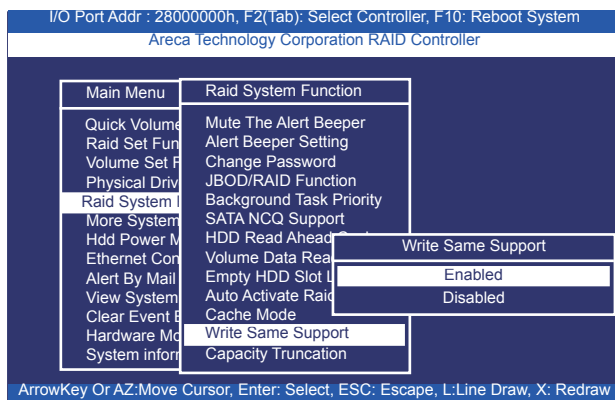 I/O Port Addr : 28000000h, F2(Tab): Select Controller, F10: Reboot System
Areca Technology Corporation RAID Controller
Main Menu
Quick Volume
Raid Set Fun
Volume Set F
Physical Driv
Raid System
More System
Hdd Power M
Ethernet Con
Alert By Mail
View System
Clear Event
Hardware Mo
System infor
Raid System Function
Mute The Alert Beeper
Alert Beeper Setting
Change Password
JBOD/RAID Function
Background Task Priority
SATA NCQ Support
HDD Read Ahead
Volume Data Rea
Empty HDD Slot L
Auto Activate Raid
Cache Mode
Write Same Support
Capacity Truncation
Write Same Support
Enabled
Disabled
ArrowKey Or AZ:Move Cursor, Enter: Select, ESC: Escape, L:Line Draw, X: Redraw